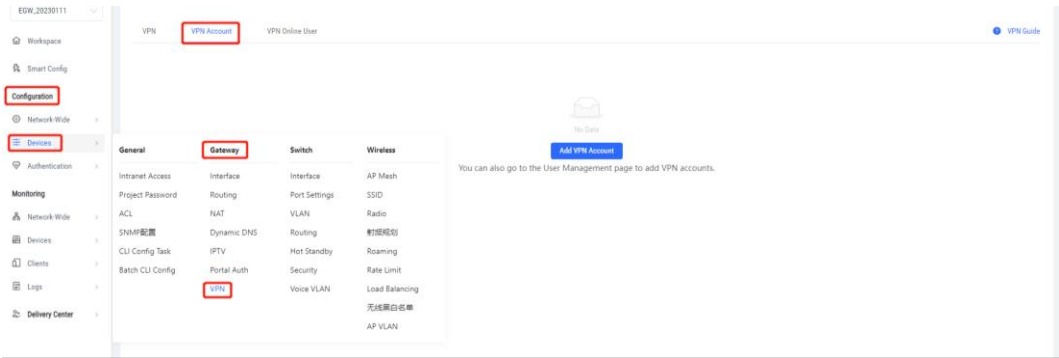 EGW_20230111
Workspace
Smart Config
Configuration
Network-Wide
Devices
Authentication
Monitoring
Network-Wide
Devices
Clients
Logs
Delivery Center
VPN VPN Account VPN Online User VPN Guide
No Data
Add VPN Account
You can also go to the User Management page to add VPN accounts.
General Gateway Switch Wireless
Intranet Access Interface Interface AP Mesh
Project Password Routing Port Settings SSID
ACL NAT VLAN Radio
SNMP配置 Dynamic DNS Routing 射频规划
CLI Config Task IPTV Hot Standby Roaming
Batch CLI Config Portal Auth Security Rate Limit
VPN Voice VLAN Load Balancing
无线黑白名单
AP VLAN